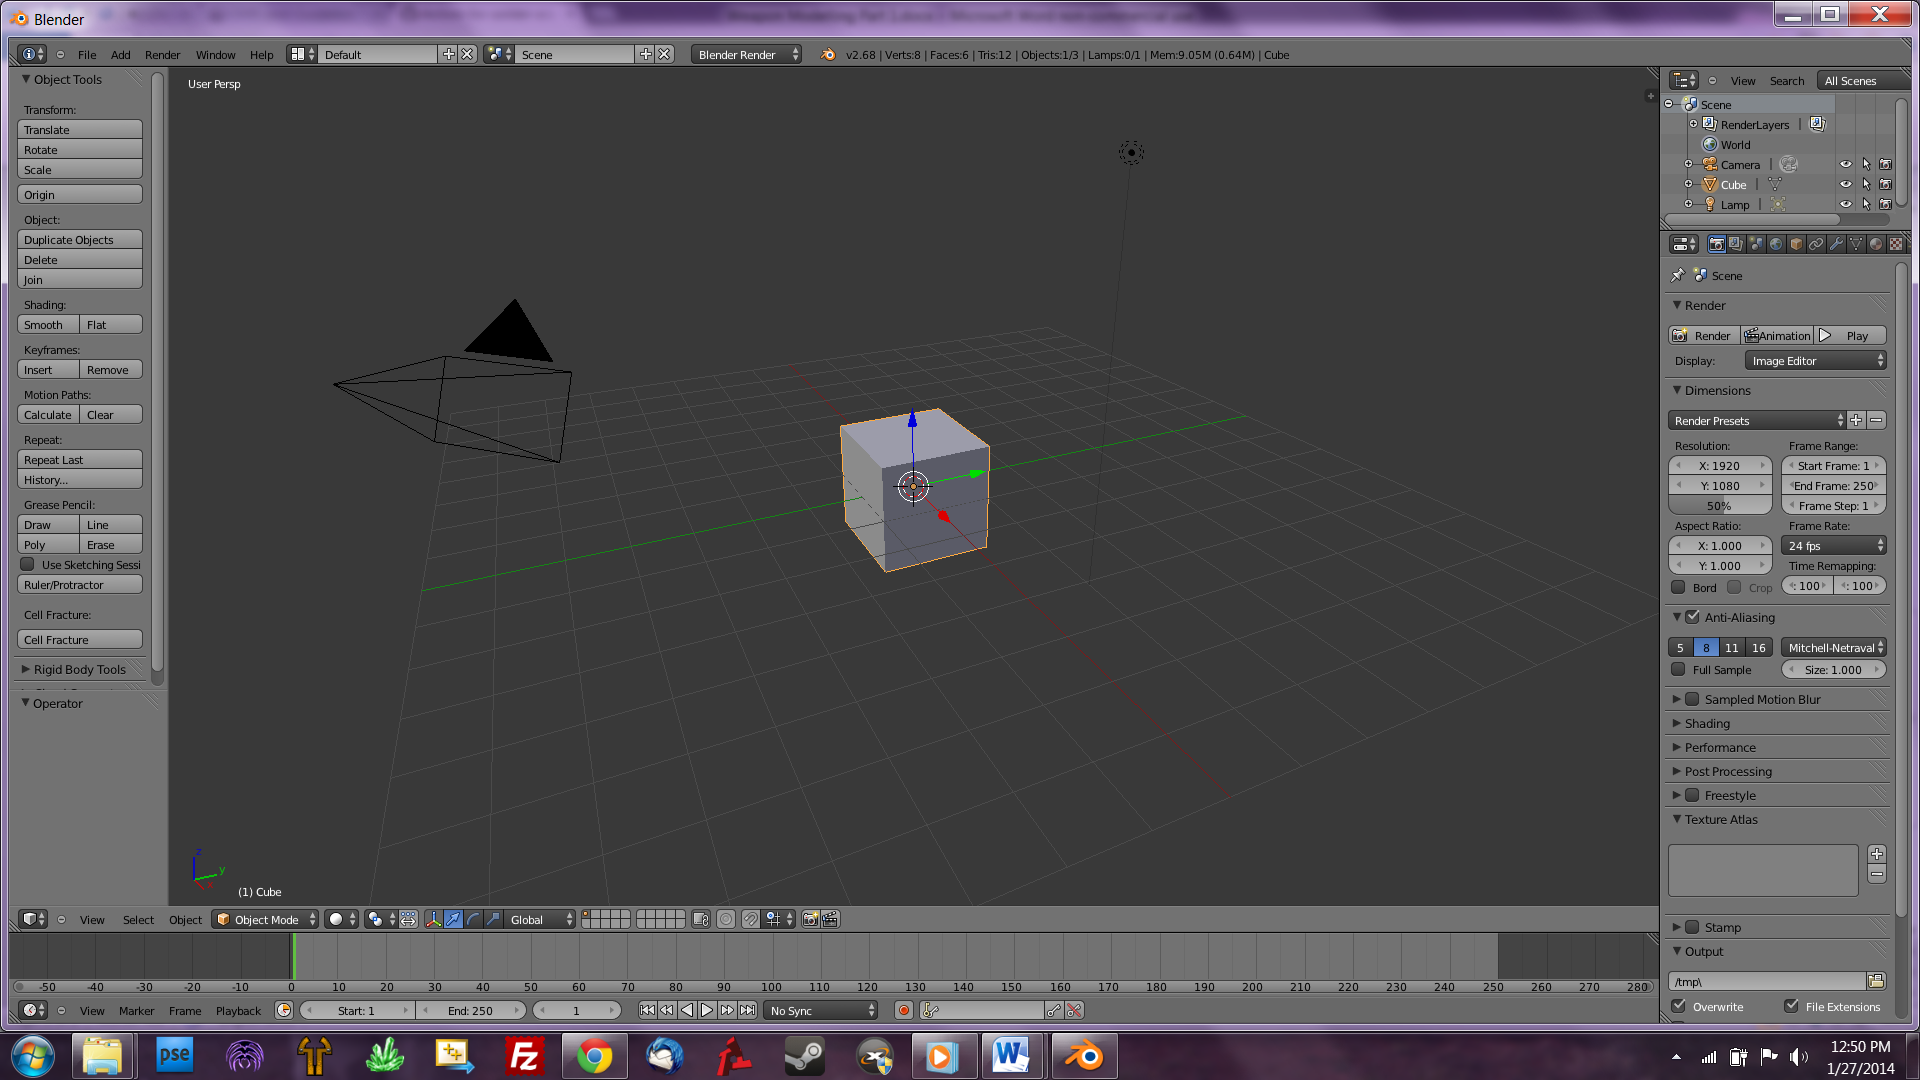 Blender
File Add Render Window Help Default Scene Blender Render v2.68 | Verts:8 | Faces:6 | Tris:12 | Objects:1/3 | Lamps:0/1 | Mem:9.05M (0.64M) | Cube
Object Tools
Transform:
Translate
Rotate
Scale
Origin
Object:
Duplicate Objects
Delete
Join
Shading:
Smooth Flat
Keyframes:
Insert Remove
Motion Paths:
Calculate Clear
Repeat:
Repeat Last
History...
Grease Pencil:
Draw Line
Poly Erase
Use Sketching Sessi
Ruler/Protractor
Cell Fracture:
Cell Fracture
Rigid Body Tools
Operator
User Persp
z
y
x
(1) Cube
View Select Object Object Mode Global
-50 -40 -30 -20 -10 0 10 20 30 40 50 60 70 80 90 100 110 120 130 140 150 160 170 180 190 200 210 220 230 240 250 260 270 280
View Marker Frame Playback Start: 1 End: 250 1 No Sync
View Search All Scenes
Scene
RenderLayers |
World
Camera |
Cube |
Lamp |
Scene
Render
Render Animation Play
Display: Image Editor
Dimensions
Render Presets
Resolution: Frame Range:
X: 1920 Start Frame: 1
Y: 1080 End Frame: 250
50% Frame Step: 1
Aspect Ratio: Frame Rate:
X: 1.000 24 fps
Y: 1.000 Time Remapping:
Bord Crop : 100 : 100
Anti-Aliasing
5 8 11 16 Mitchell-Netraval
Full Sample Size: 1.000
Sampled Motion Blur
Shading
Performance
Post Processing
Freestyle
Texture Atlas
Stamp
Output
/tmp\
Overwrite File Extensions
pse
Fz
W
12:50 PM
1/27/2014